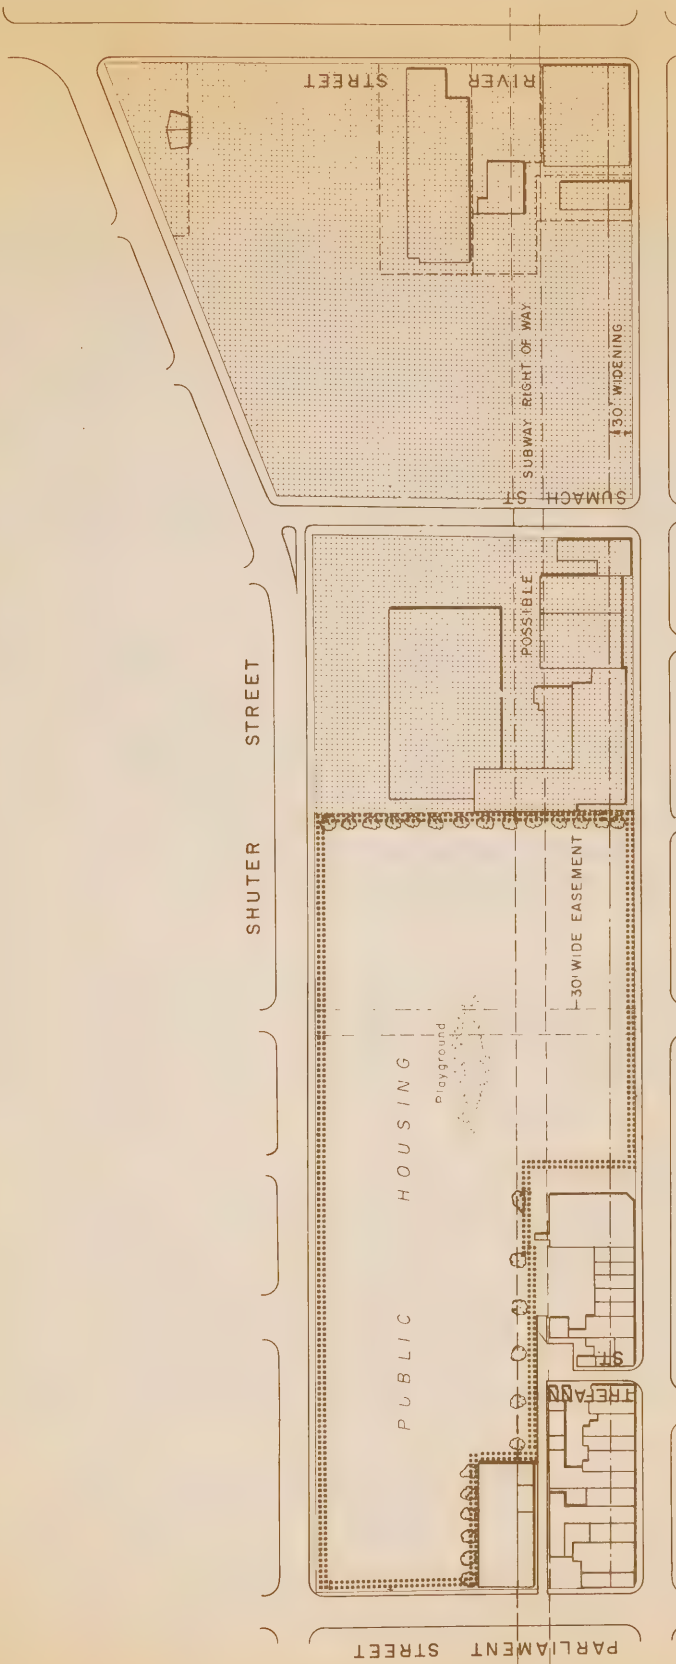 RIVER STREET
SUBWAY RIGHT OF WAY
30' WIDENING
SUMACH ST
POSSIBLE
SHUTER STREET
30' WIDE EASEMENT
Playground
PUBLIC HOUSING
ST
TREFANN
PARLIAMENT STREET